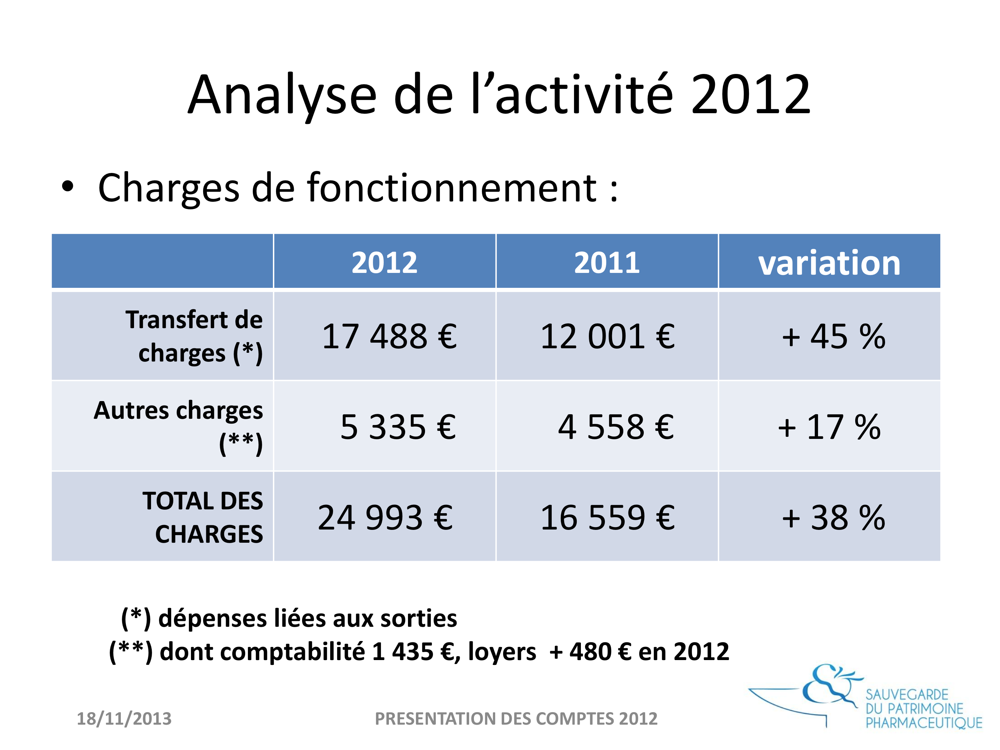 Analyse de l’activité 2012
• Charges de fonctionnement :
2012 2011 variation
Transfert de
charges (*) 17 488 € 12 001 € + 45 %
Autres charges
(**) 5 335 € 4 558 € + 17 %
TOTAL DES
CHARGES 24 993 € 16 559 € + 38 %
(*) dépenses liées aux sorties
(**) dont comptabilité 1 435 €, loyers + 480 € en 2012
SAUVEGARDE
DU PATRIMOINE
PHARMACEUTIQUE
18/11/2013 PRESENTATION DES COMPTES 2012